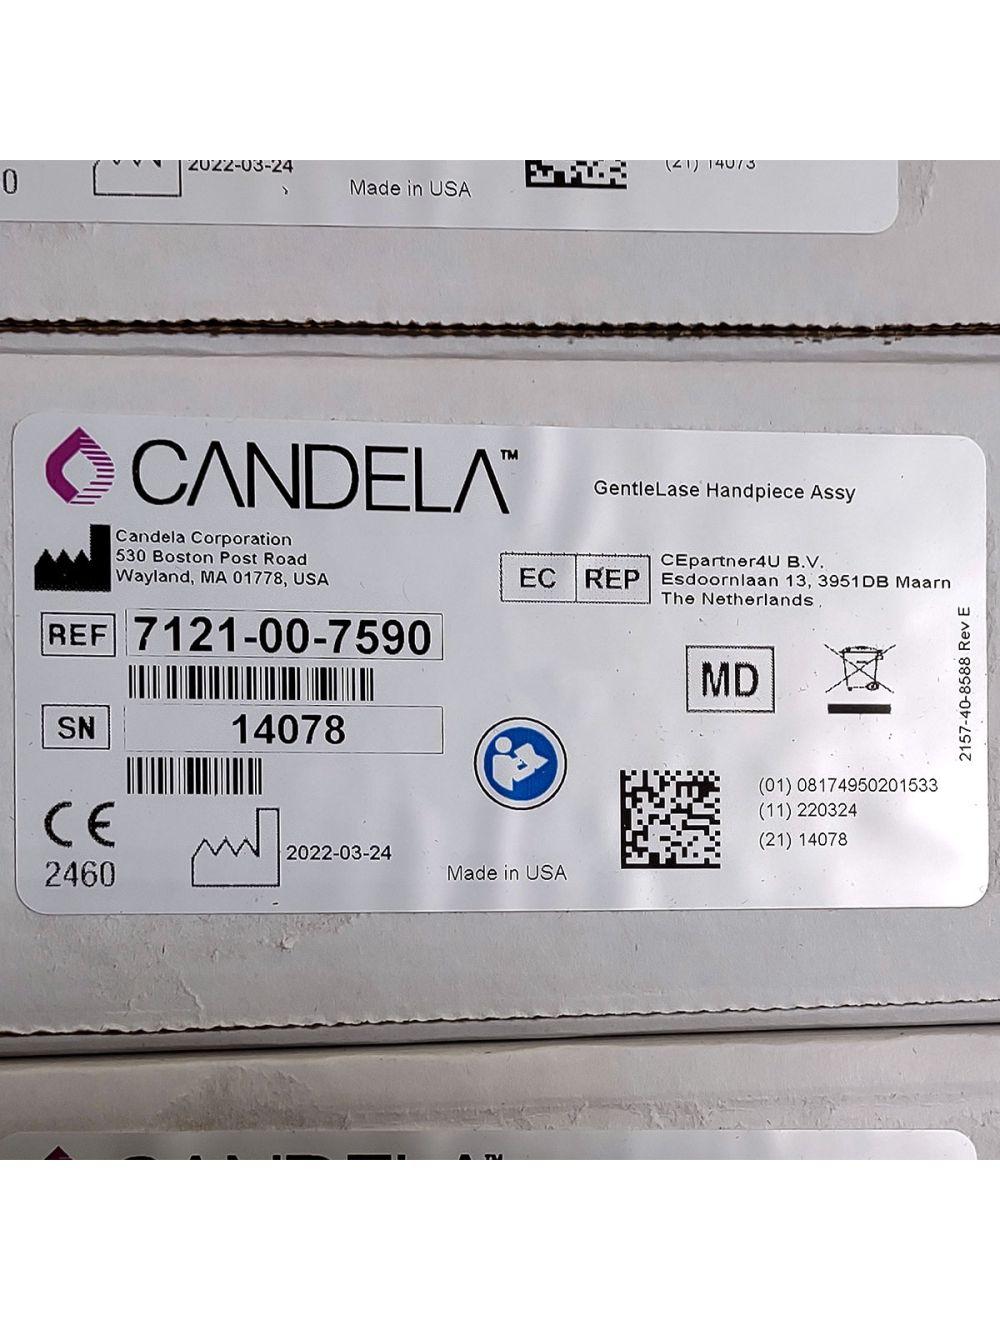 0
2022-03-24
Made in USA
(21) 14073
CANDELA™
GentleLase Handpiece Assy
Candela Corporation
530 Boston Post Road
Wayland, MA 01778, USA
EC REP
CEpartner4U B.V.
Esdoornlaan 13, 3951DB Maarn
The Netherlands
REF 7121-00-7590
MD
SN 14078
2157-40-8588 Rev E
(01) 08174950201533
(11) 220324
(21) 14078
CE
2460
2022-03-24
Made in USA
CANDELA™